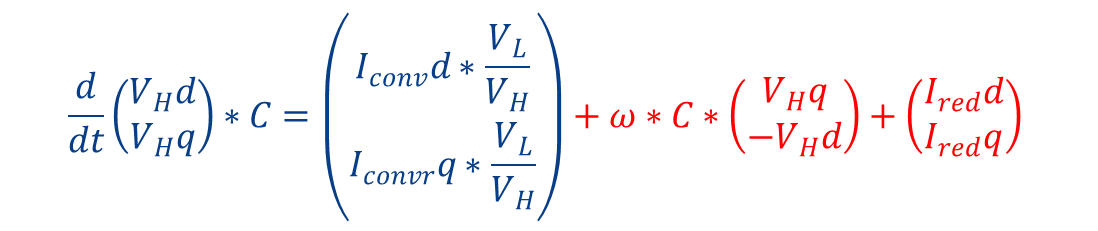 d/dt (V_H d; V_H q) * C = (I_conv d * V_L/V_H; I_convr q * V_L/V_H) + ω * C * (V_H q; −V_H d) + (I_red d; I_red q)